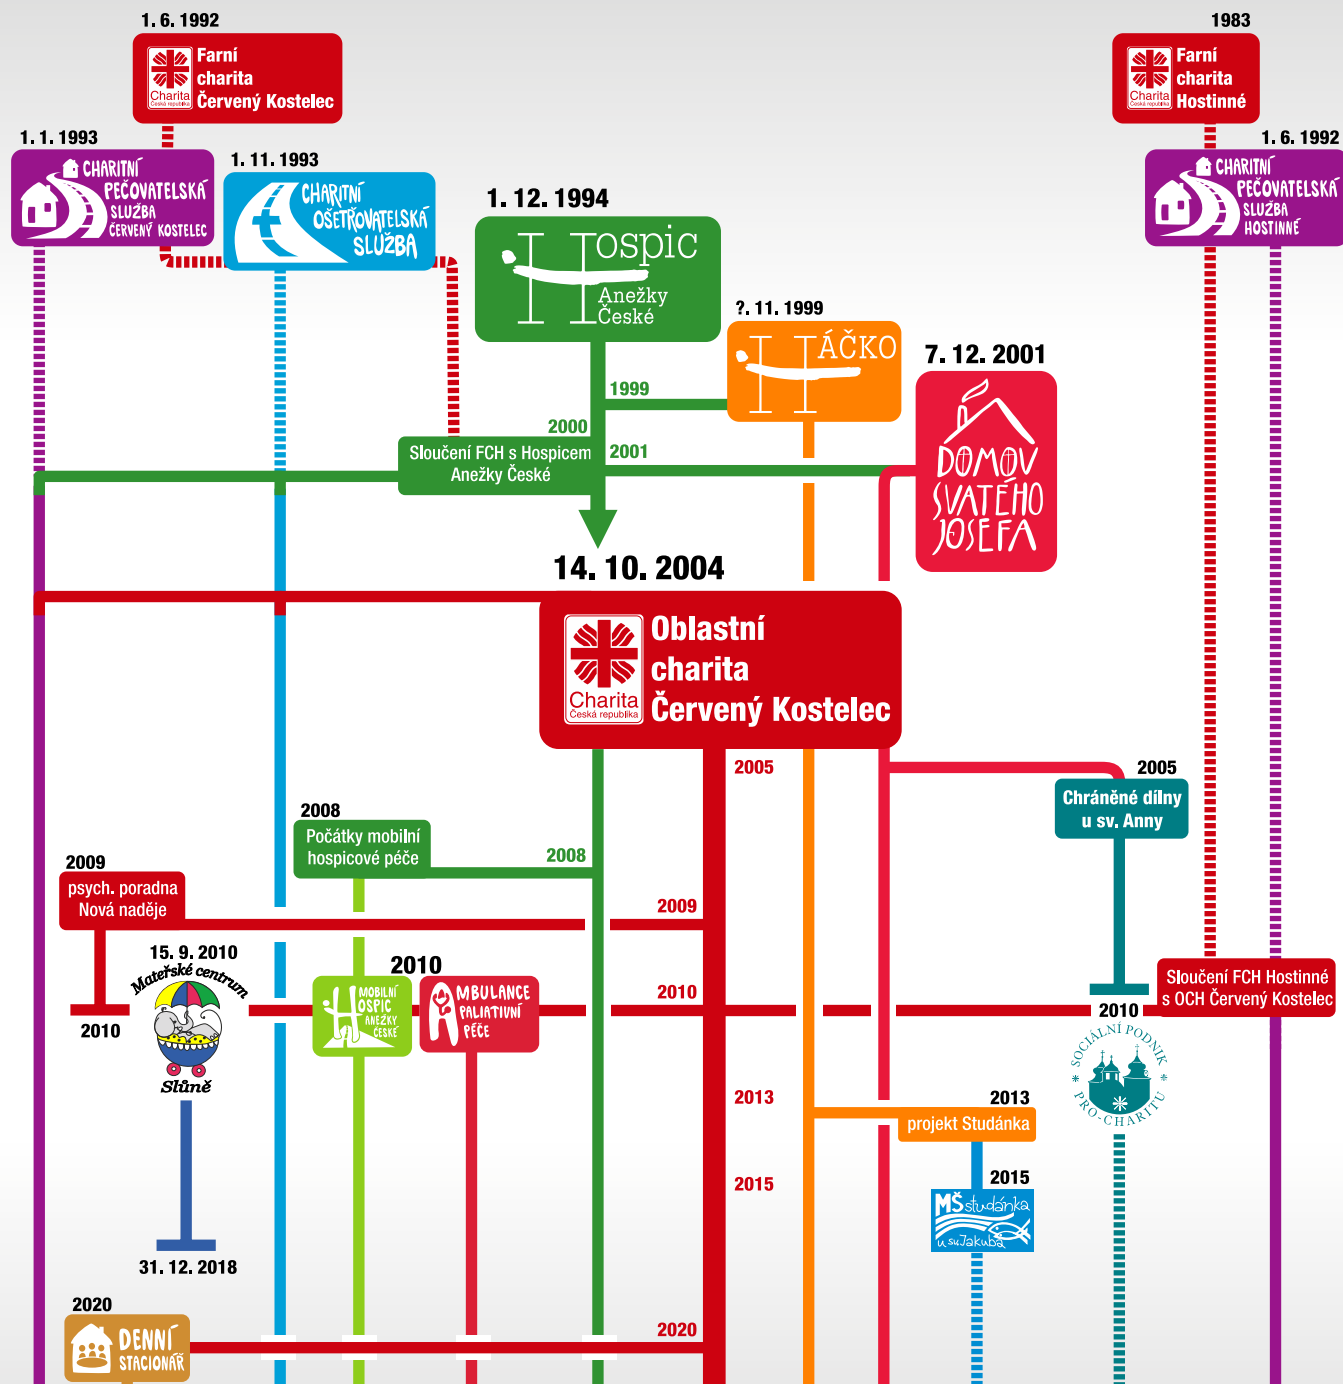 1. 6. 1992
Charita
Česká republika
Farní
charita
Červený Kostelec
1983
Charita
Česká republika
Farní
charita
Hostinné
1. 1. 1993
CHARITNÍ
PEČOVATELSKÁ
SLUŽBA
ČERVENÝ KOSTELEC
1. 11. 1993
CHARITNÍ
OŠETŘOVATELSKÁ
SLUŽBA
1. 12. 1994
Hospic
Anežky
České
1. 6. 1992
CHARITNÍ
PEČOVATELSKÁ
SLUŽBA
HOSTINNÉ
?. 11. 1999
HÁČKO
7. 12. 2001
DOMOV
SVATÉHO
JOSEFA
1999
2000
Sloučení FCH s Hospicem
Anežky České
2001
14. 10. 2004
Charita
Česká republika
Oblastní
charita
Červený Kostelec
2005
2005
Chráněné dílny
u sv. Anny
2008
Počátky mobilní
hospicové péče
2008
2009
psych. poradna
Nová naděje
2009
15. 9. 2010
Mateřské centrum
Slůně
2010
2010
MOBILNÍ
HOSPIC
ANEŽKY
ČESKÉ
AMBULANCE
PALIATIVNÍ
PÉČE
2010
Sloučení FCH Hostinné
s OCH Červený Kostelec
2010
SOCIÁLNÍ PODNIK
PRO-CHARITU
2013
2013
projekt Studánka
2015
2015
MŠ studánka
u sv. Jakuba
31. 12. 2018
2020
DENNÍ
STACIONÁŘ
2020